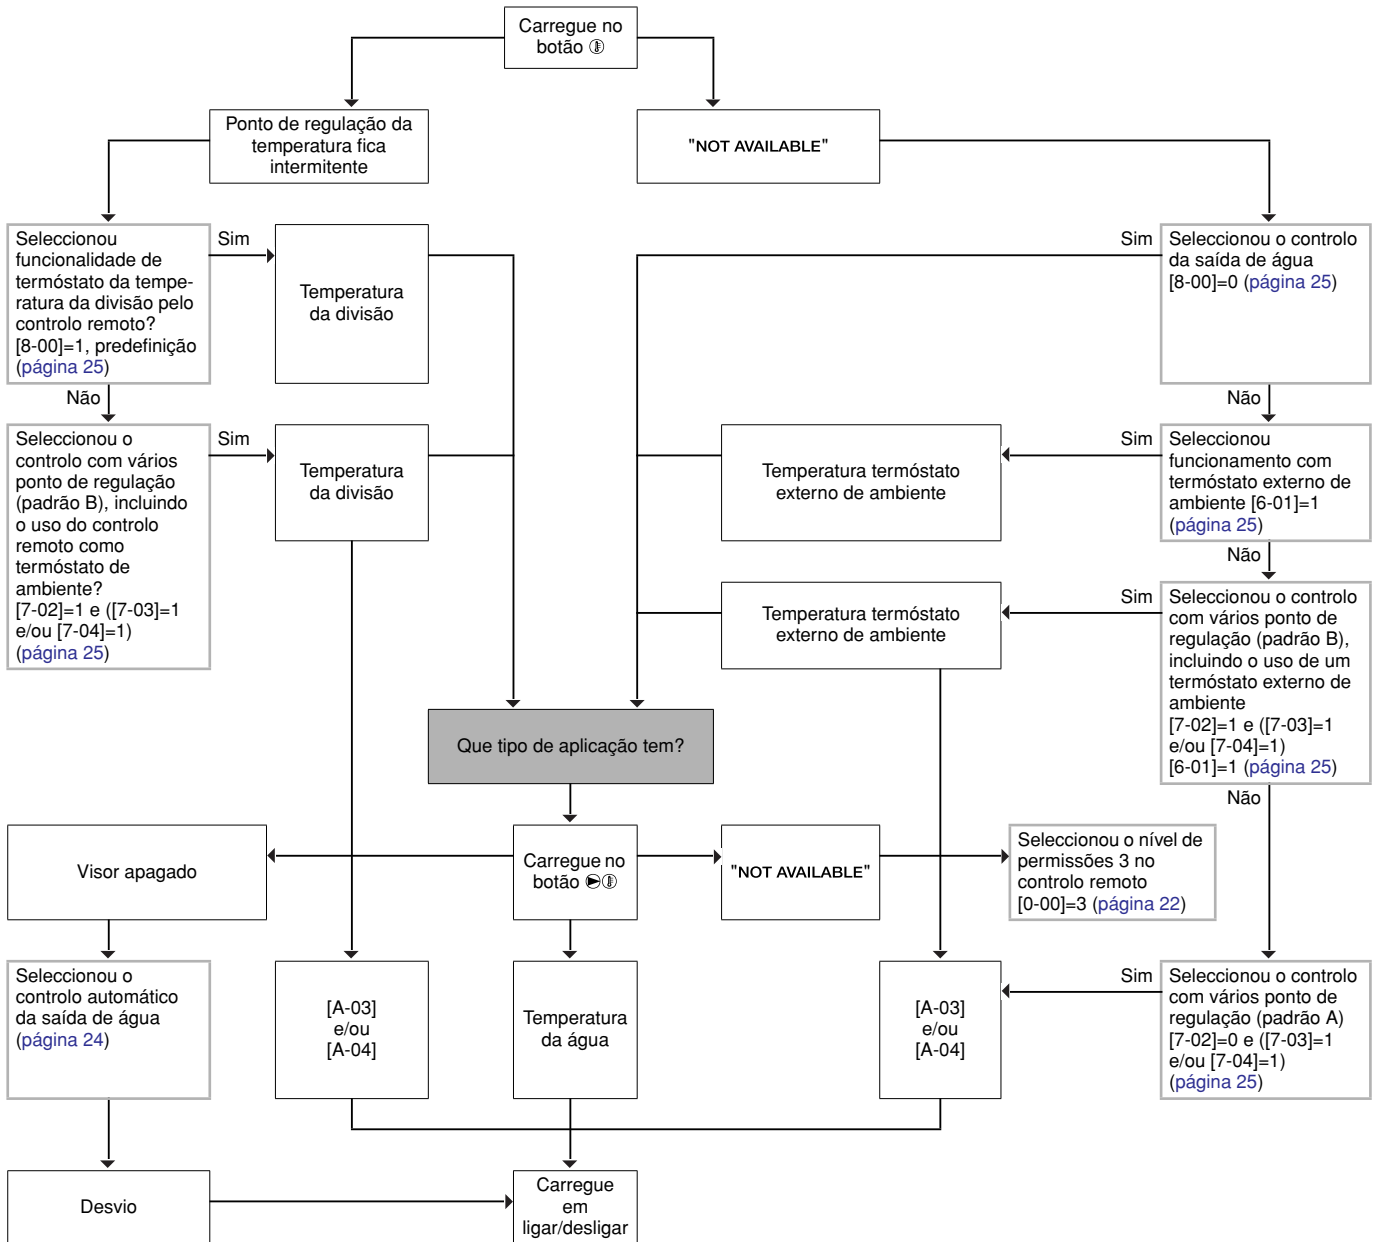 Carregue no
botão
Ponto de regulação da
temperatura fica
intermitente
"NOT AVAILABLE"
Seleccionou
funcionalidade de
termóstato da tempe-
ratura da divisão pelo
controlo remoto?
[8-00]=1, predefinição
(página 25)
Sim
Não
Temperatura
da divisão
Sim
Seleccionou o controlo
da saída de água
[8-00]=0 (página 25)
Não
Seleccionou o
controlo com vários
ponto de regulação
(padrão B), incluindo
o uso do controlo
remoto como
termóstato de
ambiente?
[7-02]=1 e ([7-03]=1
e/ou [7-04]=1)
(página 25)
Sim
Temperatura
da divisão
Temperatura termóstato
externo de ambiente
Sim
Seleccionou
funcionamento com
termóstato externo de
ambiente [6-01]=1
(página 25)
Não
Temperatura termóstato
externo de ambiente
Sim
Seleccionou o controlo
com vários ponto de
regulação (padrão B),
incluindo o uso de um
termóstato externo de
ambiente
[7-02]=1 e ([7-03]=1
e/ou [7-04]=1)
[6-01]=1 (página 25)
Não
Que tipo de aplicação tem?
Visor apagado
Carregue no
botão
"NOT AVAILABLE"
Seleccionou o nível de
permissões 3 no
controlo remoto
[0-00]=3 (página 22)
Seleccionou o
controlo automático
da saída de água
(página 24)
[A-03]
e/ou
[A-04]
Temperatura
da água
[A-03]
e/ou
[A-04]
Sim
Seleccionou o controlo
com vários ponto de
regulação (padrão A)
[7-02]=0 e ([7-03]=1
e/ou [7-04]=1)
(página 25)
Desvio
Carregue
em
ligar/desligar